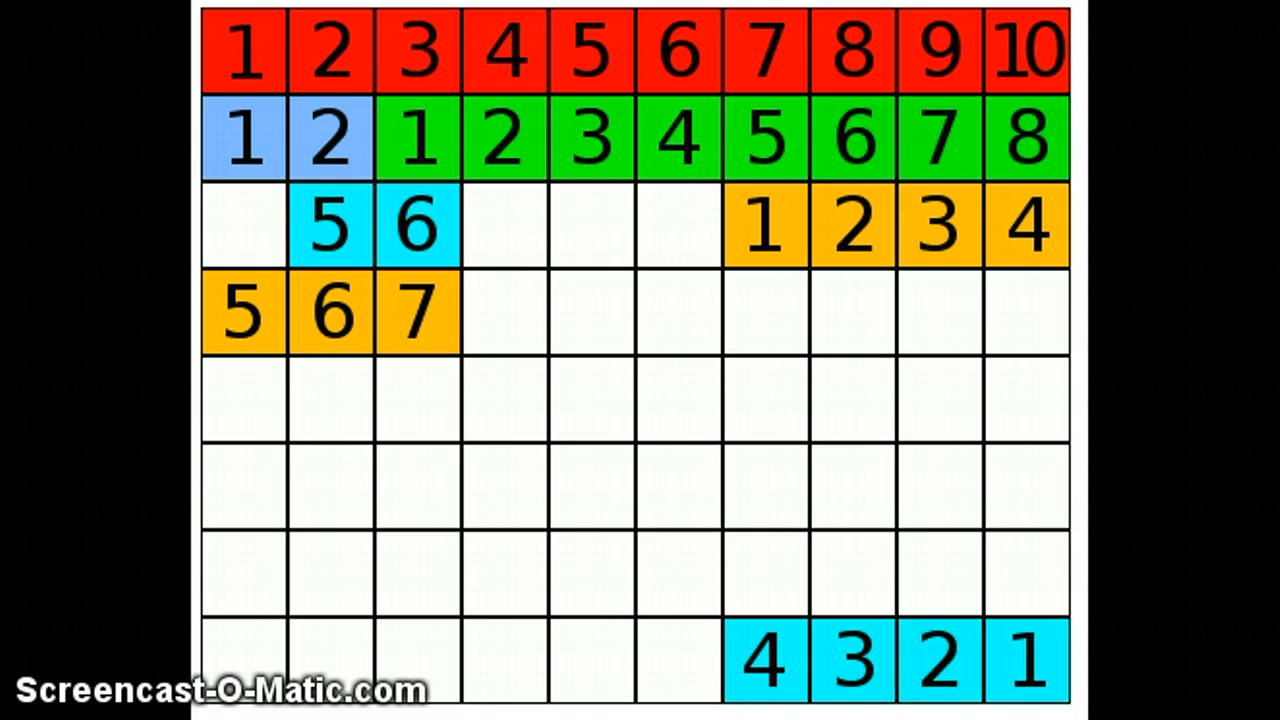 1 2 3 4 5 6 7 8 9 10
1 2 1 2 3 4 5 6 7 8
5 6 1 2 3 4
5 6 7
4 3 2 1
Screencast-O-Matic.com